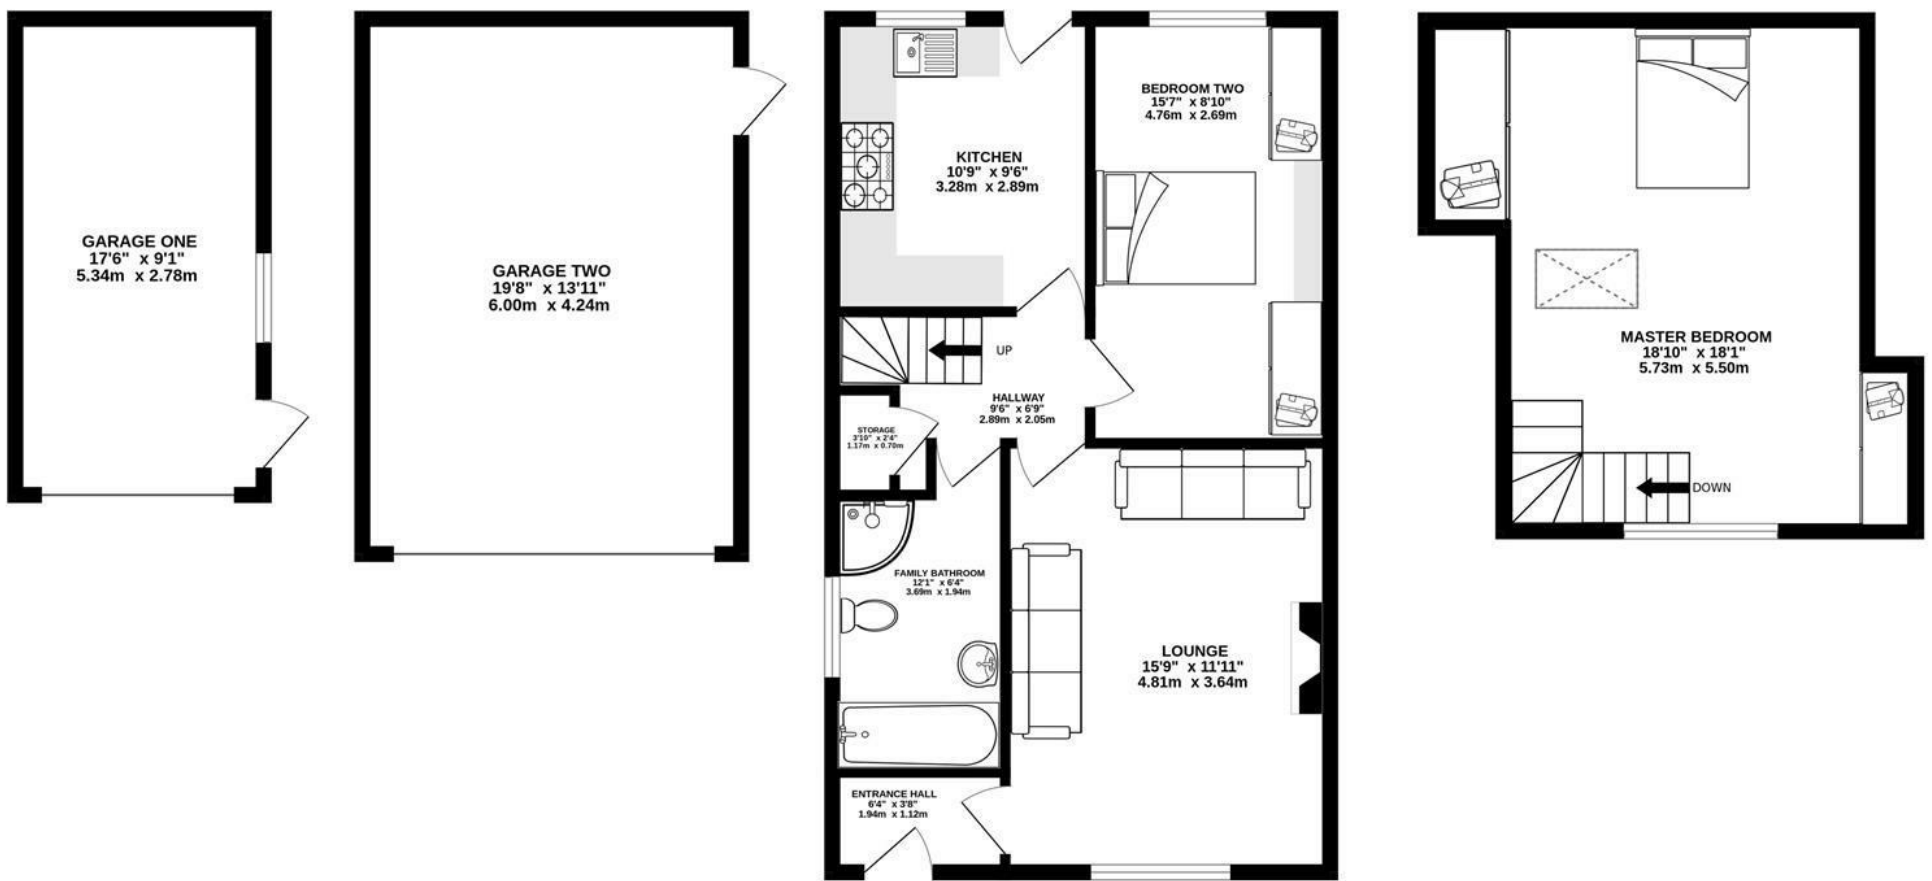 GARAGE ONE
17'6" x 9'1"
5.34m x 2.78m
GARAGE TWO
19'8" x 13'11"
6.00m x 4.24m
KITCHEN
10'9" x 9'6"
3.28m x 2.89m
BEDROOM TWO
15'7" x 8'10"
4.76m x 2.69m
UP
HALLWAY
9'6" x 6'9"
2.89m x 2.05m
STORAGE
3'10" x 2'4"
1.17m x 0.70m
FAMILY BATHROOM
12'1" x 6'4"
3.69m x 1.94m
LOUNGE
15'9" x 11'11"
4.81m x 3.64m
ENTRANCE HALL
6'4" x 3'8"
1.94m x 1.12m
MASTER BEDROOM
18'10" x 18'1"
5.73m x 5.50m
DOWN